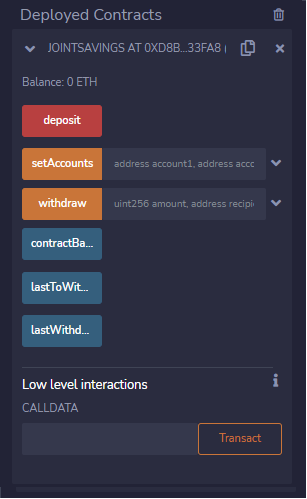 Deployed Contracts
JOINTSAVINGS AT 0XD8B...33FA8 (
Balance: 0 ETH
deposit
setAccounts address account1, address acco
withdraw uint256 amount, address recipie
contractBa...
lastToWit...
lastWithd...
Low level interactions
CALLDATA
Transact